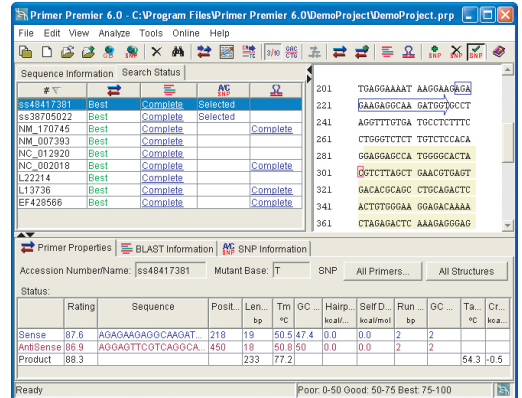 Primer Premier 6.0 - C:\Program Files\Primer Premier 6.0\DemoProject\DemoProject.prp
File Edit View Analyze Tools Online Help
Sequence Information Search Status
# A/G SNP
ss48417381 Best Complete Selected
ss38705022 Best Complete Selected
NM_170745 Best Complete Complete
NM_007393 Best Complete
NC_012920 Best Complete
NC_002018 Best Complete Complete
L22214 Best Complete
L13736 Best Complete Complete
EF428566 Best Complete Complete
201 TGAGGAAAAT AAGGAAGAGA
221 GAAGAGGCAA GATGGTGCCT
241 AGGTTTGTGA TGCCTCTTTC
261 CTGGGTCTCT TGTCTCCACA
281 GGAGGAGCCA TGGGGCACTA
301 CGTCTTAGCT GAACGTGAGT
321 GACACGCAGC CTGCAGACTC
341 ACTGTGGGAA GGAGACAAAA
361 CTAGAGACTC AAAGAGGGAG
Primer Properties BLAST Information A/G SNP SNP Information
Accession Number/Name: ss48417381 Mutant Base: T SNP All Primers... All Structures
Status:
Rating Sequence Posit... Len... Tm GC ... Hairp... Self D... Run ... GC ... Ta... Cr...
bp °C kcal/... kcal/mol bp °C kca...
Sense 87.6 AGAGAAGAGGCAAGAT... 218 19 50.5 47.4 0.0 0.0 2 2
AntiSense 86.9 AGGAGTTCGTCAGGCA... 450 18 50.8 50 0.0 0.0 2 2
Product 88.3 233 77.2 54.3 -0.5
Ready Poor: 0-50 Good: 50-75 Best: 75-100